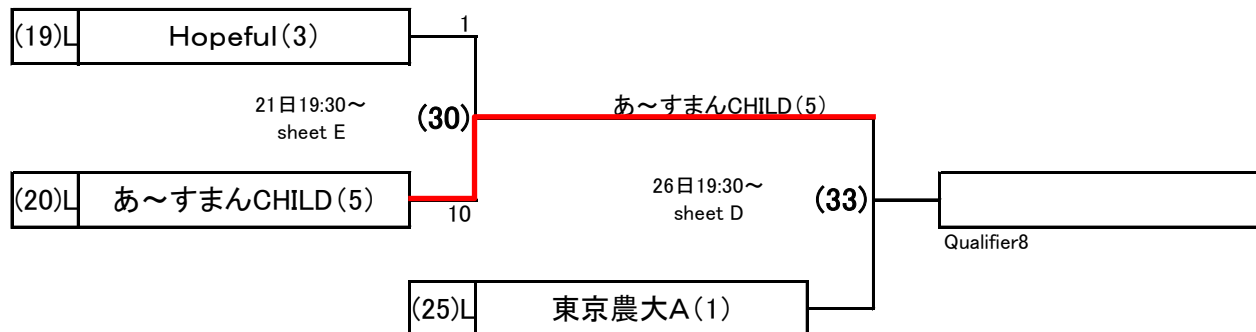 (19)L Hopeful(3) 1
21日19:30～
sheet E
(30)
あ～すまんCHILD(5)
(20)L あ～すまんCHILD(5)
10
26日19:30～
sheet D
(33)
Qualifier8
(25)L 東京農大A(1)